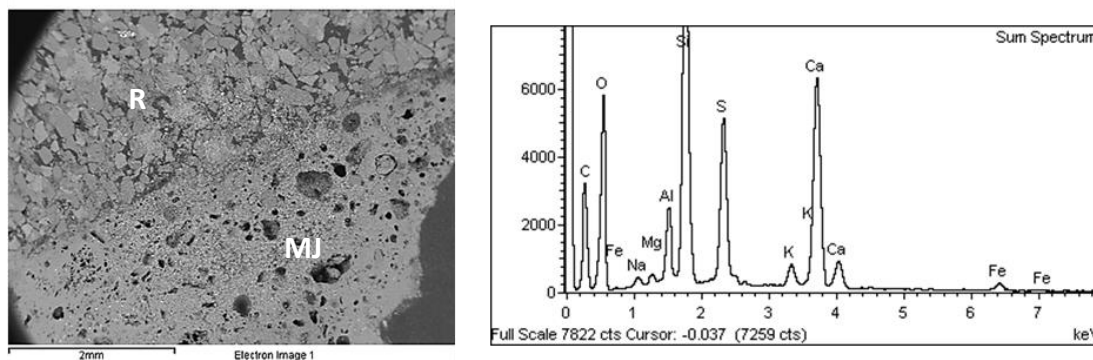 R
MJ
2mm
Electron Image 1
Sum Spectrum
Si
Ca
6000
O
S
4000
C
Al
2000
K
Fe
Mg
K
Ca
Na
Fe
Fe
0
0 1 2 3 4 5 6 7
Full Scale 7822 cts Cursor: -0.037 (7259 cts)
keV